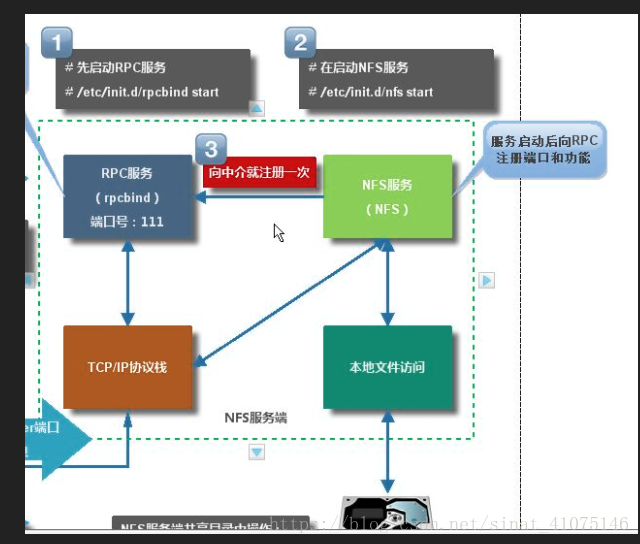 1
# 先启动RPC服务
# /etc/init.d/rpcbind start
2
# 在启动NFS服务
# /etc/init.d/nfs start
服务启动后向RPC
注册端口和功能
3
向中介就注册一次
RPC服务
( rpcbind )
端口号：111
NFS服务
( NFS )
TCP/IP协议栈
本地文件访问
NFS服务端
er端口
NFS服务端共享目录中操作
sinat_41075146